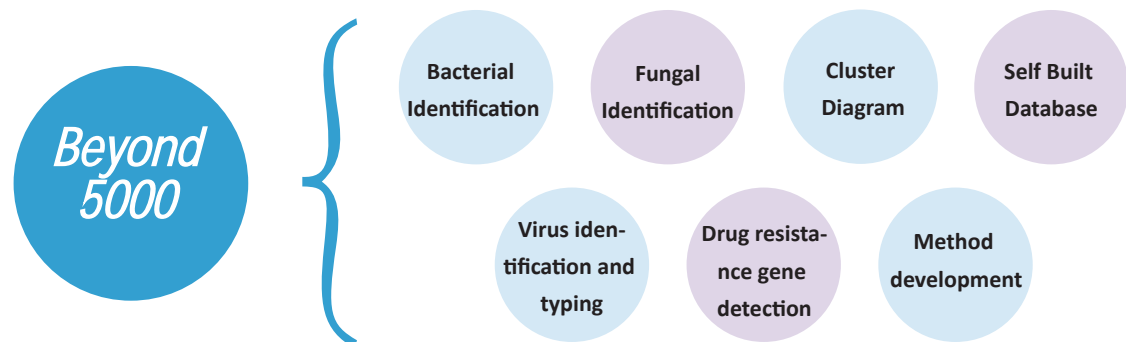 Beyond
5000
Bacterial
Identification
Fungal
Identification
Cluster
Diagram
Self Built
Database
Virus iden-
tification and
typing
Drug resista-
nce gene
detection
Method
development